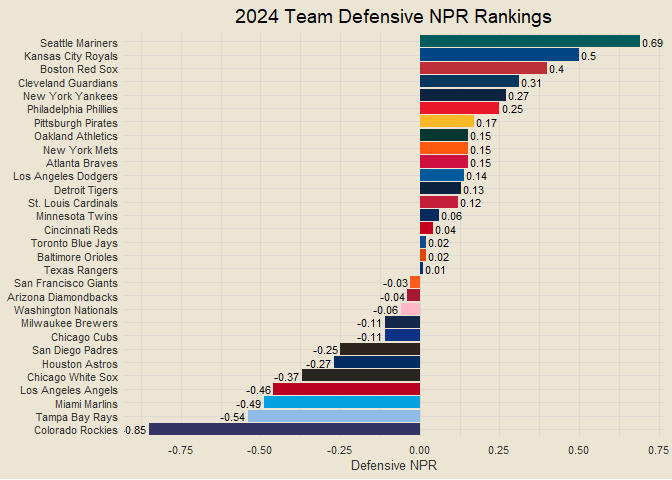 2024 Team Defensive NPR Rankings
Seattle Mariners 0.69
Kansas City Royals 0.5
Boston Red Sox 0.4
Cleveland Guardians 0.31
New York Yankees 0.27
Philadelphia Phillies 0.25
Pittsburgh Pirates 0.17
Oakland Athletics 0.15
New York Mets 0.15
Atlanta Braves 0.15
Los Angeles Dodgers 0.14
Detroit Tigers 0.13
St. Louis Cardinals 0.12
Minnesota Twins 0.06
Cincinnati Reds 0.04
Toronto Blue Jays 0.02
Baltimore Orioles 0.02
Texas Rangers 0.01
San Francisco Giants -0.03
Arizona Diamondbacks -0.04
Washington Nationals -0.06
Milwaukee Brewers -0.11
Chicago Cubs -0.11
San Diego Padres -0.25
Houston Astros -0.27
Chicago White Sox -0.37
Los Angeles Angels -0.46
Miami Marlins -0.49
Tampa Bay Rays -0.54
Colorado Rockies -0.85
-0.75 -0.50 -0.25 0.00 0.25 0.50 0.75
Defensive NPR